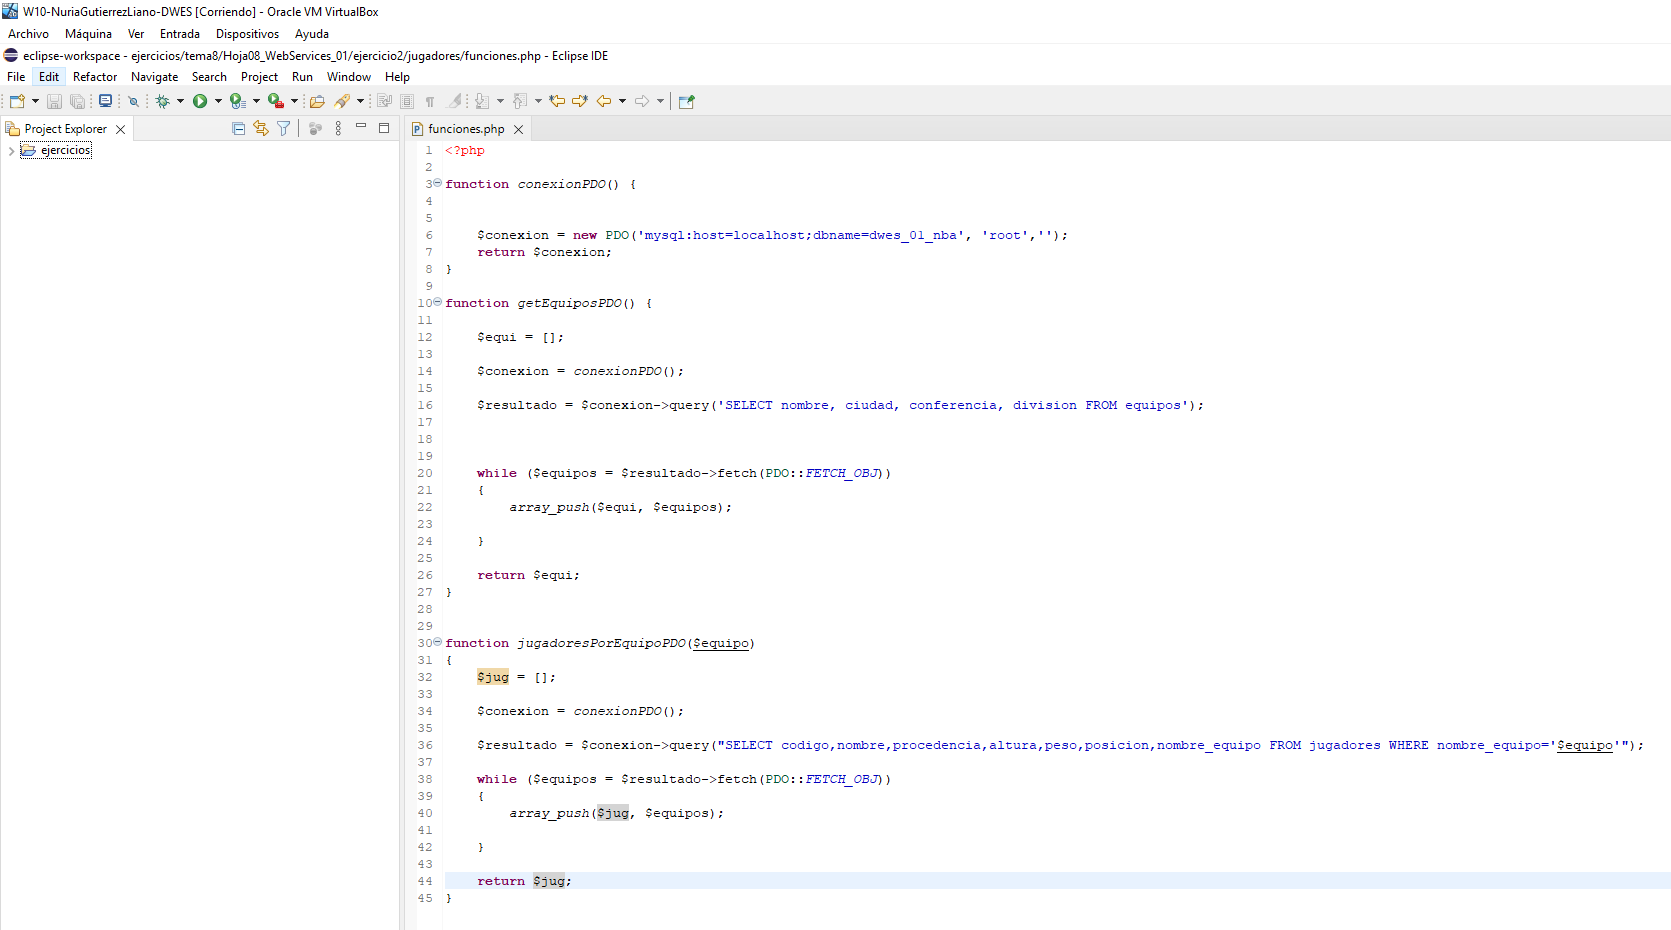 W10-NuriaGutierrezLiano-DWES [Corriendo] - Oracle VM VirtualBox
Archivo Máquina Ver Entrada Dispositivos Ayuda
eclipse-workspace - ejercicios/tema8/Hoja08_WebServices_01/ejercicio2/jugadores/funciones.php - Eclipse IDE
File Edit Refactor Navigate Search Project Run Window Help
Project Explorer
funciones.php
ejercicios
1 <?php
2
3 function conexionPDO() {
4
5
6 $conexion = new PDO('mysql:host=localhost;dbname=dwes_01_nba', 'root','');
7 return $conexion;
8 }
9
10 function getEquiposPDO() {
11
12 $equi = [];
13
14 $conexion = conexionPDO();
15
16 $resultado = $conexion->query('SELECT nombre, ciudad, conferencia, division FROM equipos');
17
18
19
20 while ($equipos = $resultado->fetch(PDO::FETCH_OBJ))
21 {
22 array_push($equi, $equipos);
23
24 }
25
26 return $equi;
27 }
28
29
30 function jugadoresPorEquipoPDO($equipo)
31 {
32 $jug = [];
33
34 $conexion = conexionPDO();
35
36 $resultado = $conexion->query("SELECT codigo,nombre,procedencia,altura,peso,posicion,nombre_equipo FROM jugadores WHERE nombre_equipo='$equipo'");
37
38 while ($equipos = $resultado->fetch(PDO::FETCH_OBJ))
39 {
40 array_push($jug, $equipos);
41
42 }
43
44 return $jug;
45 }